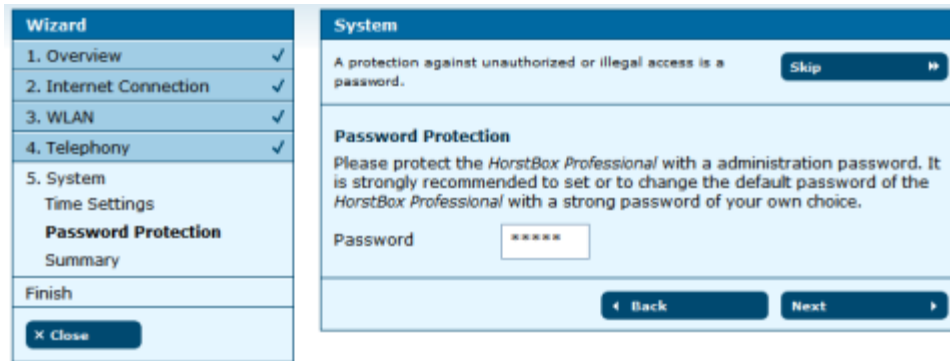 Wizard
1. Overview
2. Internet Connection
3. WLAN
4. Telephony
5. System
Time Settings
Password Protection
Summary
Finish
× Close
System
A protection against unauthorized or illegal access is a
password.
Skip
Password Protection
Please protect the HorstBox Professional with a administration password. It
is strongly recommended to set or to change the default password of the
HorstBox Professional with a strong password of your own choice.
Password *****
Back
Next